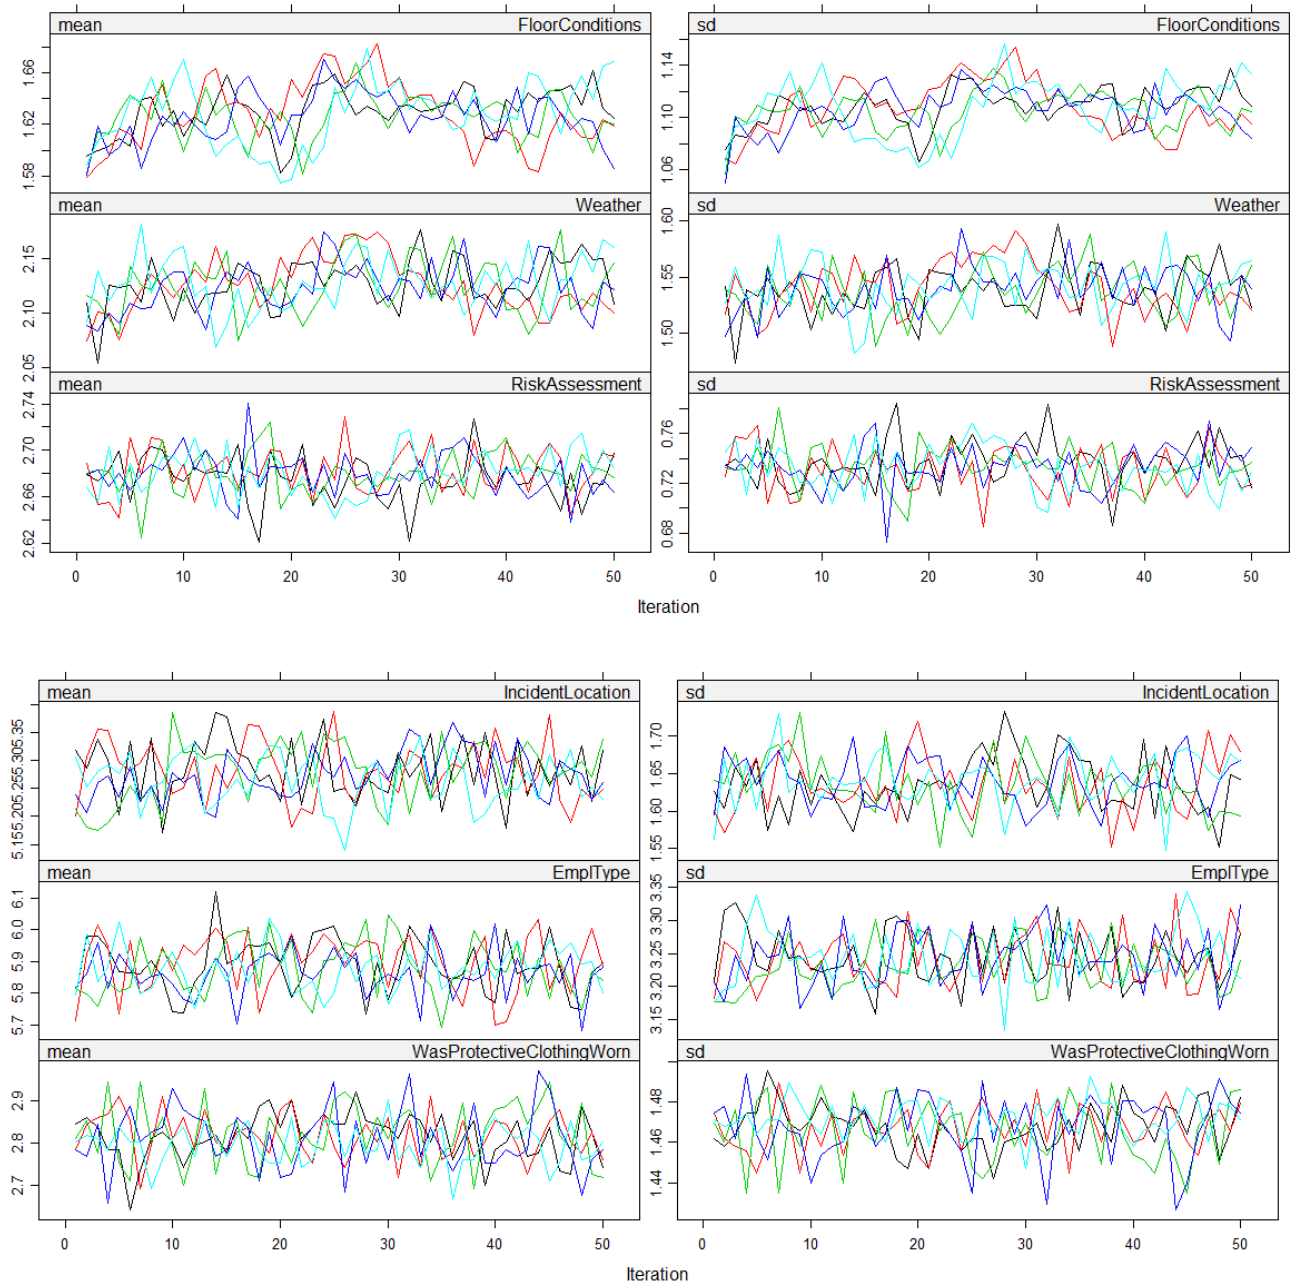 mean FloorConditions sd FloorConditions
1.58 1.62 1.66 1.06 1.10 1.14
mean Weather sd Weather
2.05 2.10 2.15 1.50 1.55 1.60
mean RiskAssessment sd RiskAssessment
2.62 2.66 2.70 2.74 0.68 0.72 0.76
0 10 20 30 40 50 0 10 20 30 40 50
Iteration
mean IncidentLocation sd IncidentLocation
5.155.205.255.305.35 1.55 1.60 1.65 1.70
mean EmplType sd EmplType
5.7 5.8 5.9 6.0 6.1 3.15 3.20 3.25 3.30 3.35
mean WasProtectiveClothingWorn sd WasProtectiveClothingWorn
2.7 2.8 2.9 1.44 1.46 1.48
0 10 20 30 40 50 0 10 20 30 40 50
Iteration